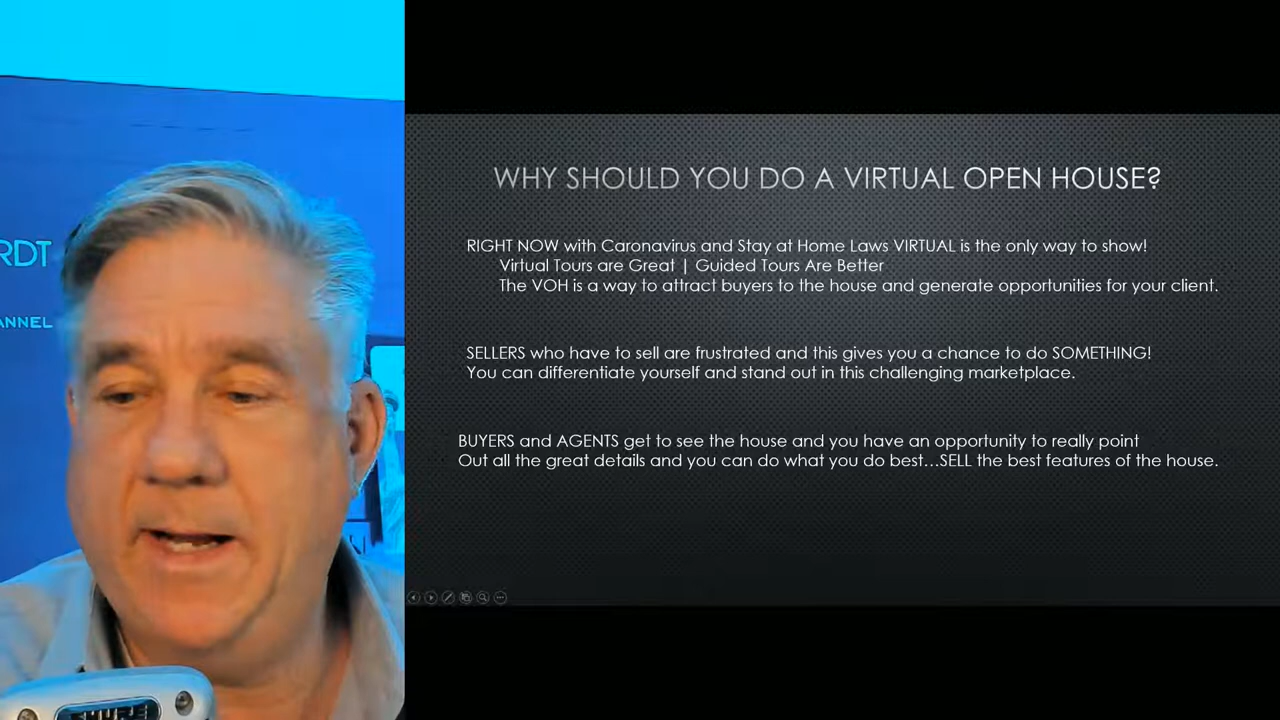 RDT
ANNEL
SHURE
WHY SHOULD YOU DO A VIRTUAL OPEN HOUSE?
RIGHT NOW with Caronavirus and Stay at Home Laws VIRTUAL is the only way to show!
Virtual Tours are Great | Guided Tours Are Better
The VOH is a way to attract buyers to the house and generate opportunities for your client.
SELLERS who have to sell are frustrated and this gives you a chance to do SOMETHING!
You can differentiate yourself and stand out in this challenging marketplace.
BUYERS and AGENTS get to see the house and you have an opportunity to really point
Out all the great details and you can do what you do best...SELL the best features of the house.